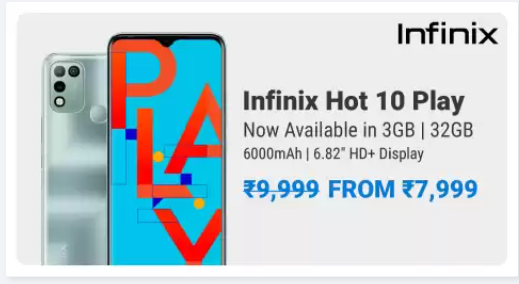 Infinix
PLAY
Infinix Hot 10 Play
Now Available in 3GB | 32GB
6000mAh | 6.82" HD+ Display
₹9,999 FROM ₹7,999